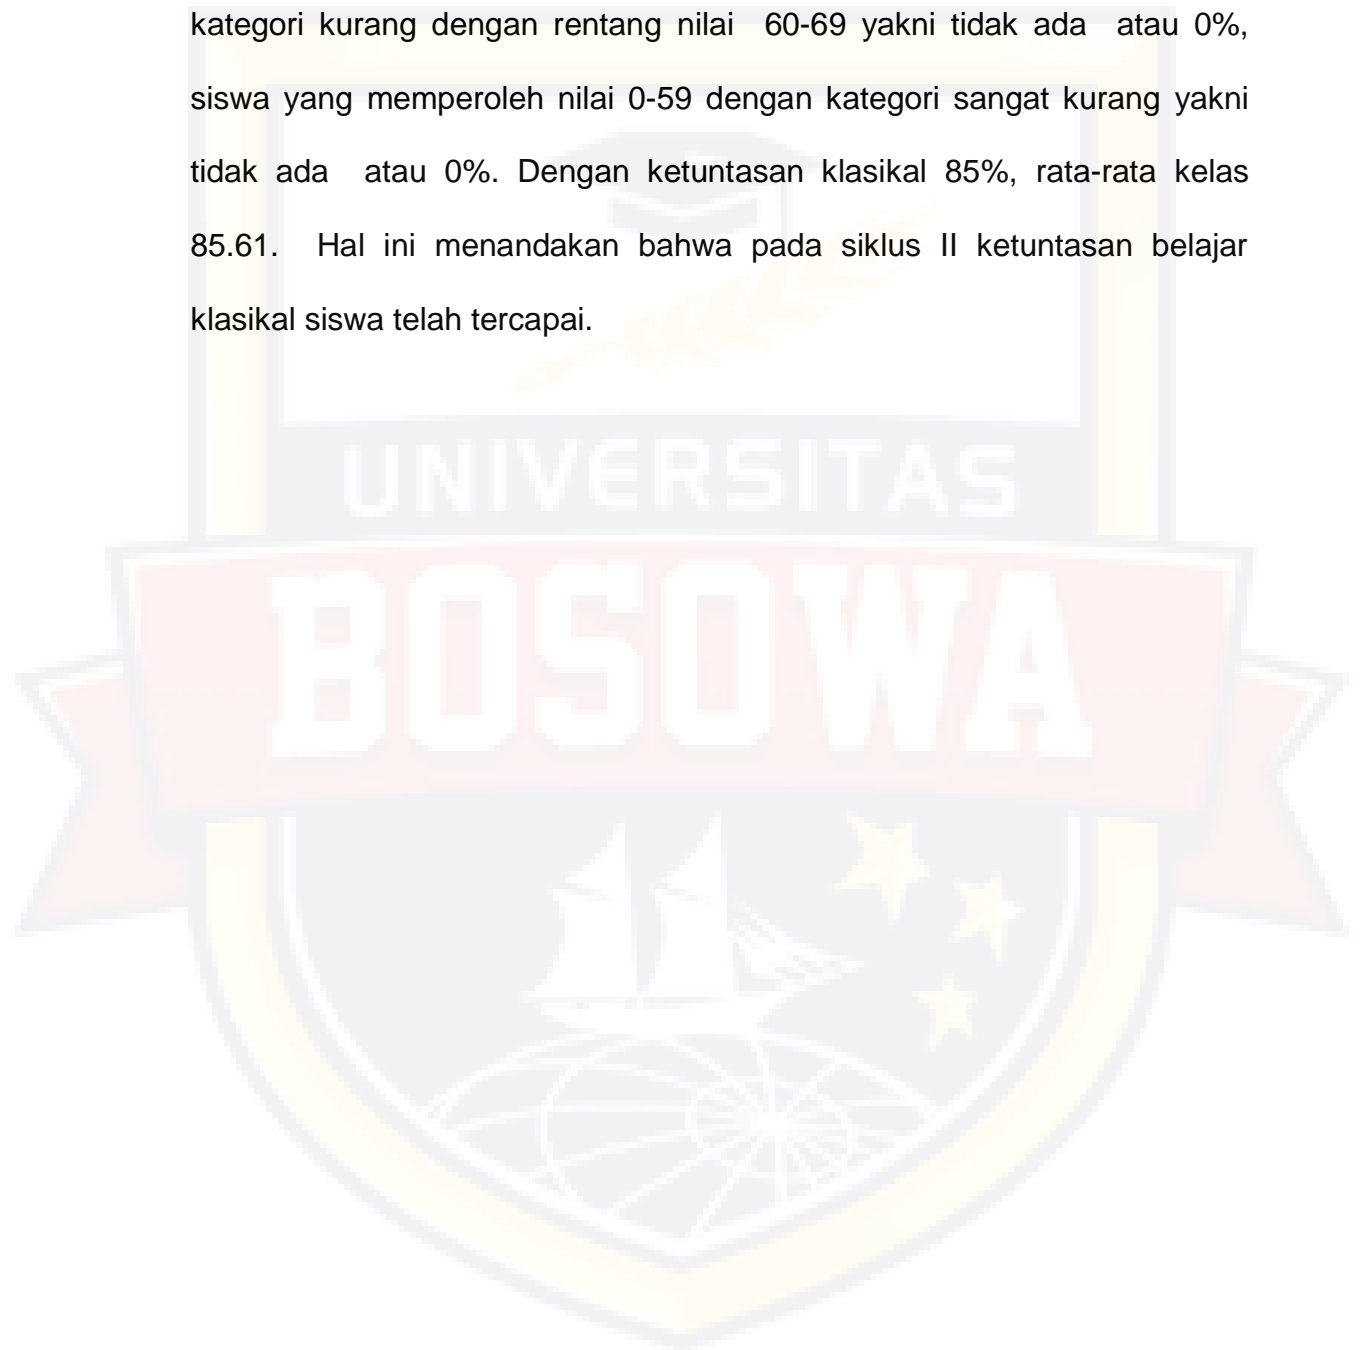 kategori kurang dengan rentang nilai 60-69 yakni tidak ada atau 0%,
siswa yang memperoleh nilai 0-59 dengan kategori sangat kurang yakni
tidak ada atau 0%. Dengan ketuntasan klasikal 85%, rata-rata kelas
85.61. Hal ini menandakan bahwa pada siklus II ketuntasan belajar
klasikal siswa telah tercapai.
UNIVERSITAS
BOSOWA